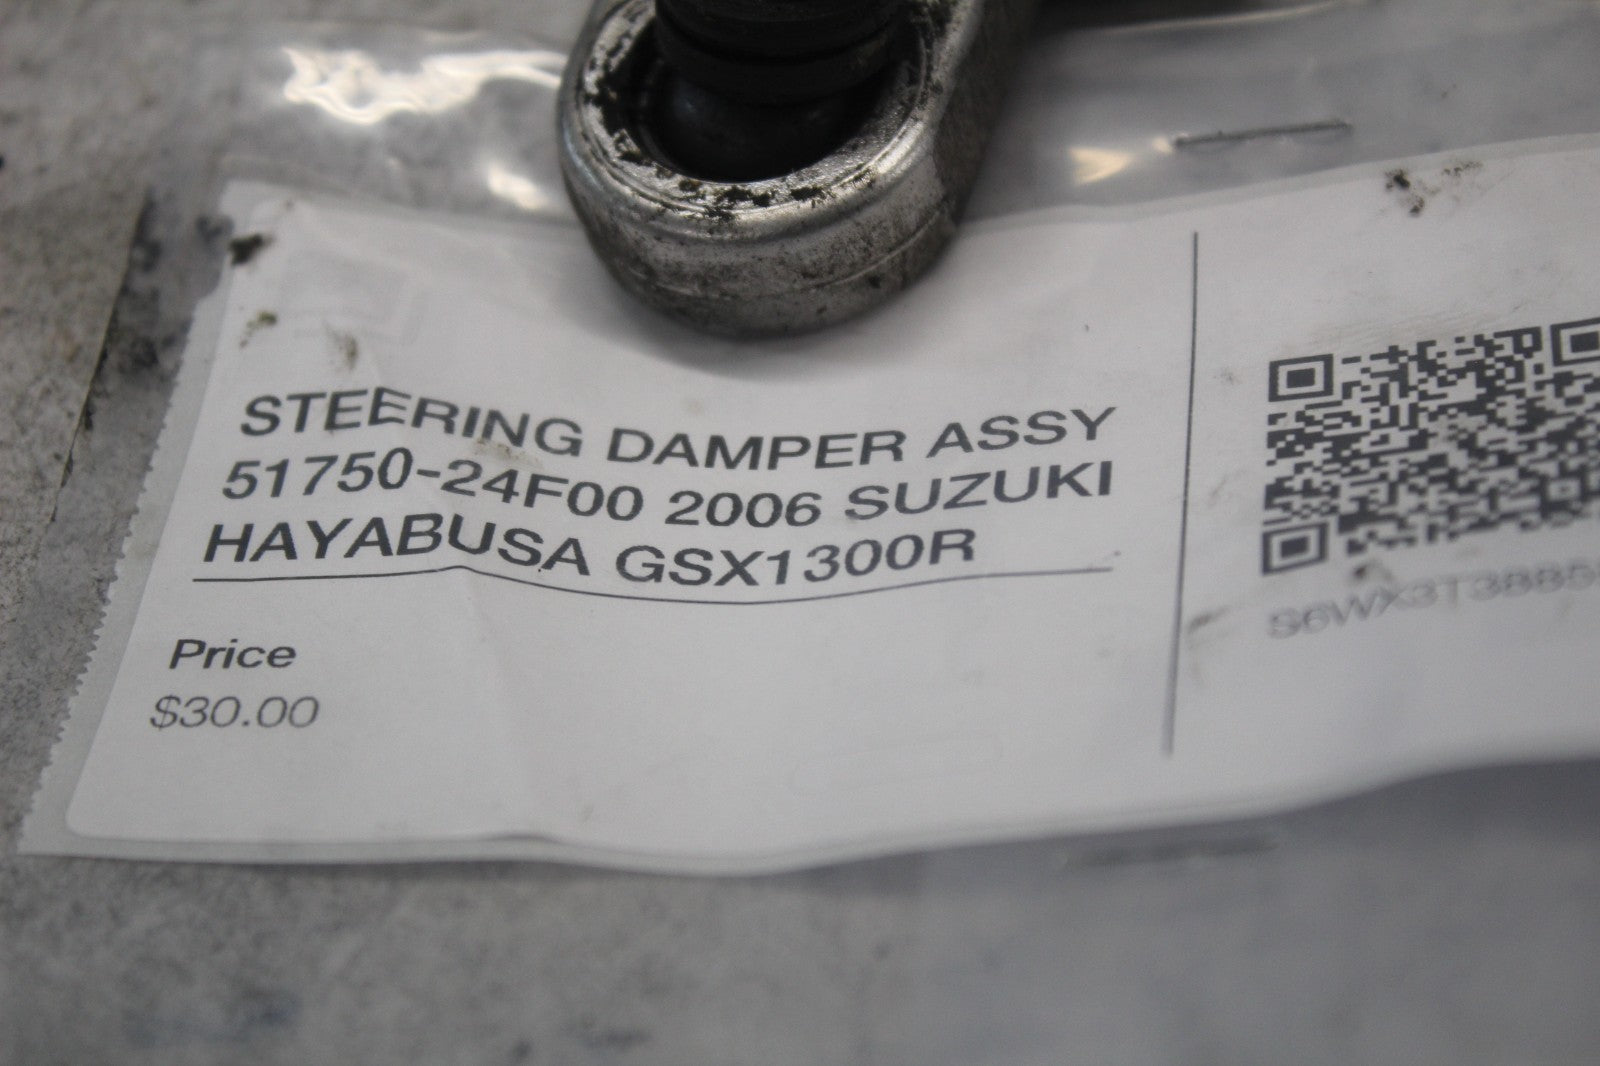 STEERING DAMPER ASSY
51750-24F00 2006 SUZUKI
HAYABUSA GSX1300R
Price
$30.00